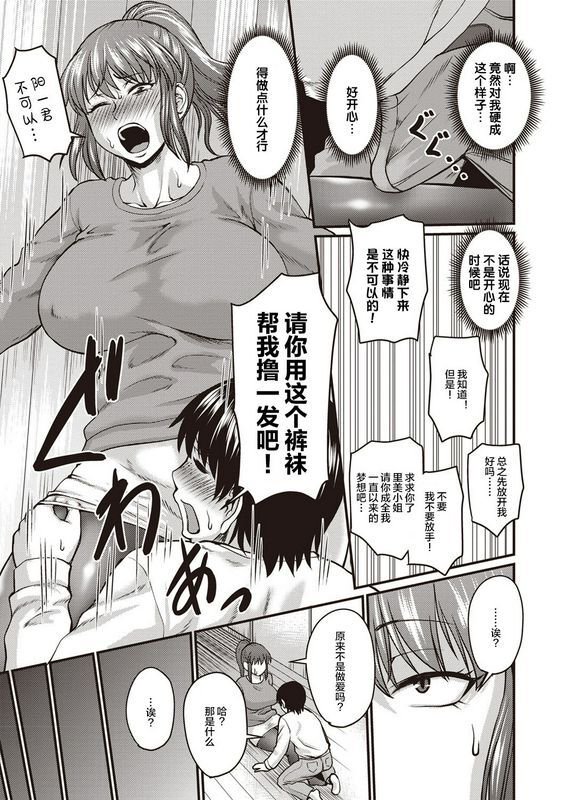 啊…
竟然对我硬成
这个样子…
好开心…
得做点
什么才行
阳一君
不可以…
话说现在
不是开心的
时候吧
快冷静下来
这种事情
是不可以的！
我知道！
但是！
总之先放开我
好吗……
不要
我不要放手！
求求你了
里美小姐
请你成全我
一直以来的
梦想吧…
请你用这个裤袜
帮我撸一发吧！
むぎゅ…
ぎゅ
あぁっ
…诶？
原来不是做爱吗？
哈？
那是什么
…诶？